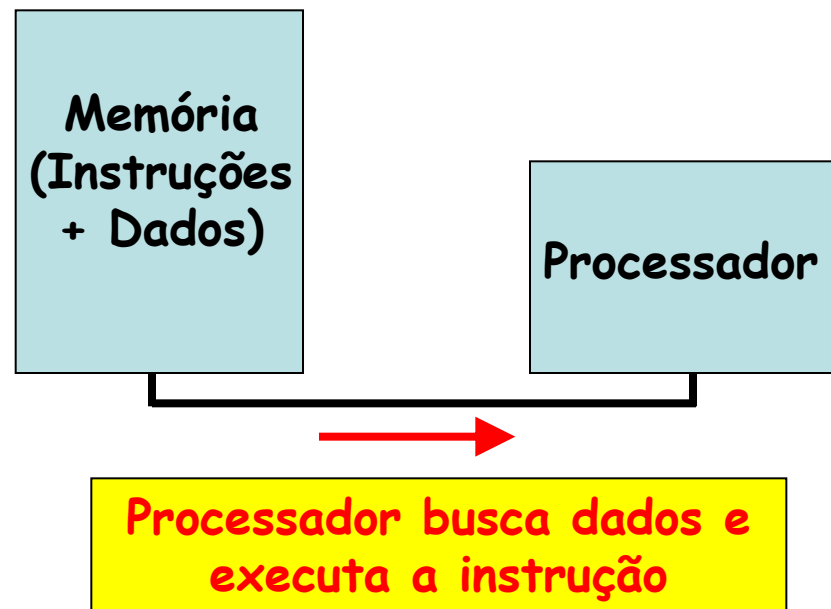 Memória
(Instruções
+ Dados)
Processador
Processador busca dados e
executa a instrução